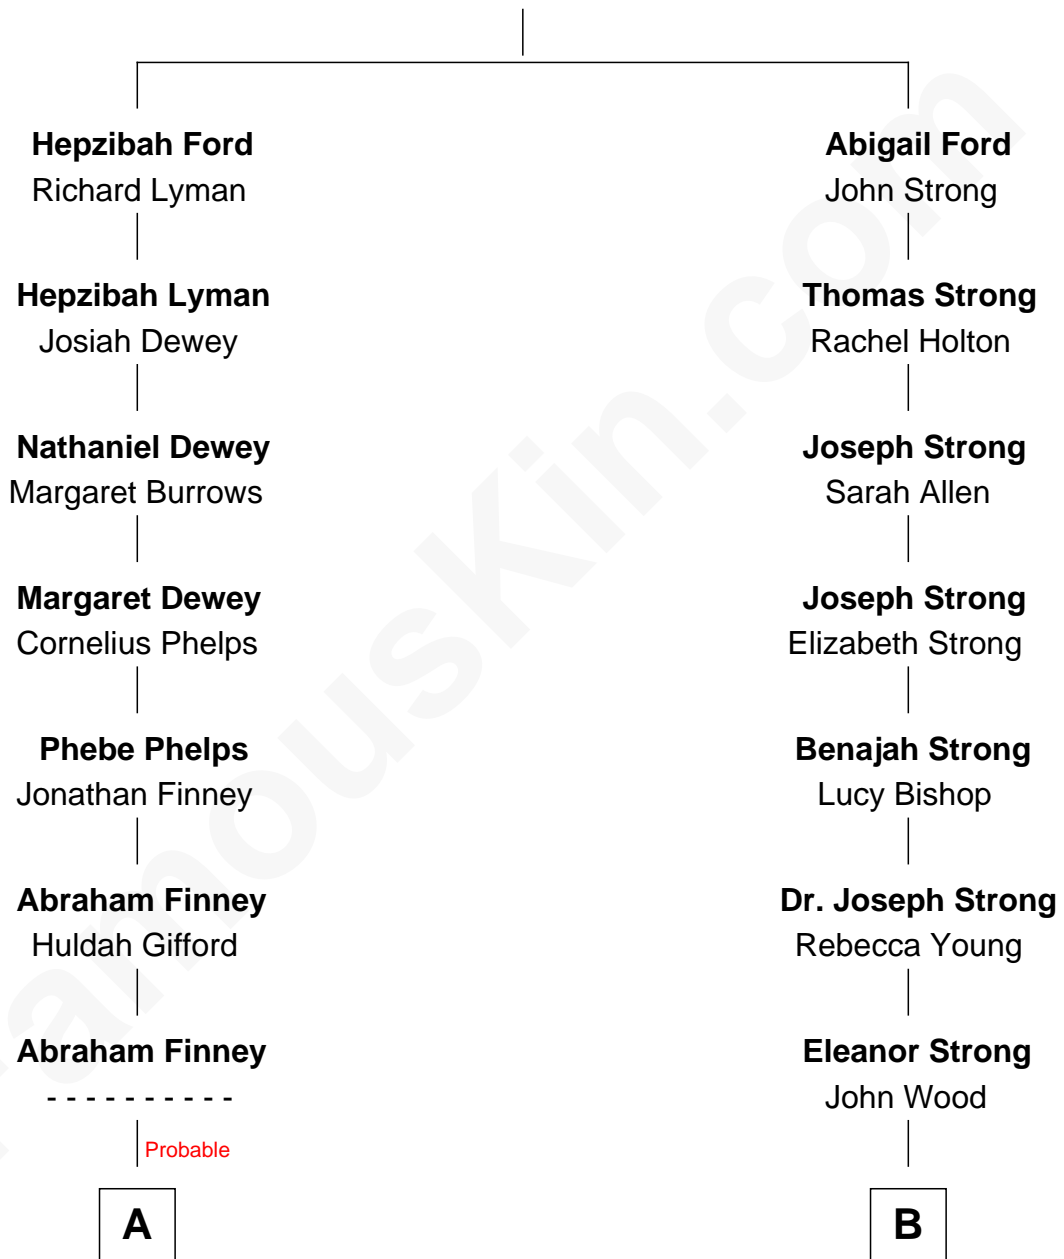 Hepzibah Ford
Richard Lyman
Abigail Ford
John Strong
Hepzibah Lyman
Josiah Dewey
Thomas Strong
Rachel Holton
Nathaniel Dewey
Margaret Burrows
Joseph Strong
Sarah Allen
Margaret Dewey
Cornelius Phelps
Joseph Strong
Elizabeth Strong
Phebe Phelps
Jonathan Finney
Benajah Strong
Lucy Bishop
Abraham Finney
Huldah Gifford
Dr. Joseph Strong
Rebecca Young
Abraham Finney
- - - - - - - - - -
Probable
Eleanor Strong
John Wood
A
B
FamousKin.com